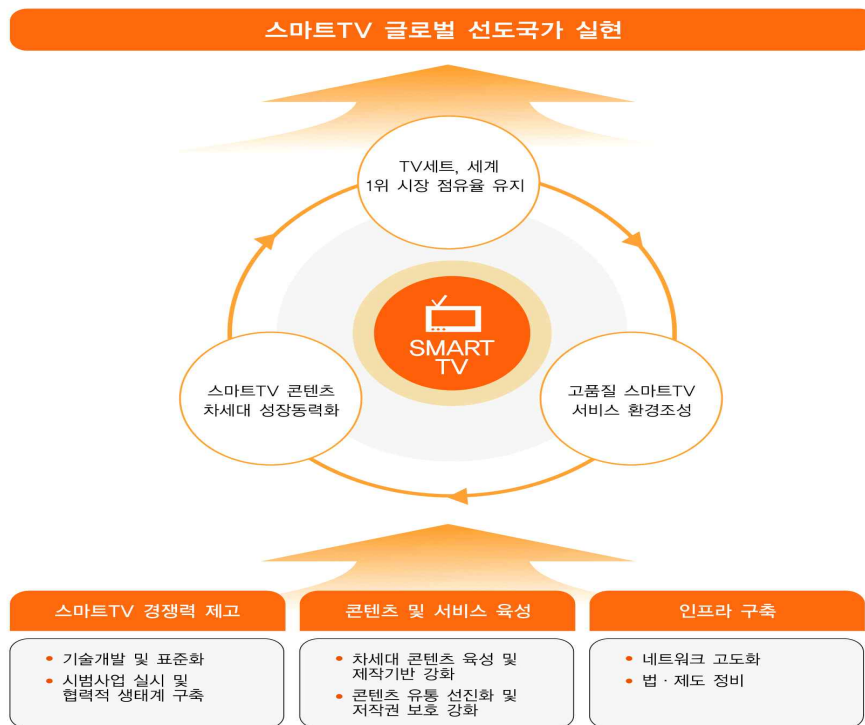 스마트TV 글로벌 선도국가 실현
TV세트, 세계
1위 시장 점유율 유지
SMART
TV
스마트TV 콘텐츠
차세대 성장동력화
고품질 스마트TV
서비스 환경조성
스마트TV 경쟁력 제고
• 기술개발 및 표준화
• 시범사업 실시 및
협력적 생태계 구축
콘텐츠 및 서비스 육성
• 차세대 콘텐츠 육성 및
제작기반 강화
• 콘텐츠 유통 선진화 및
저작권 보호 강화
인프라 구축
• 네트워크 고도화
• 법·제도 정비